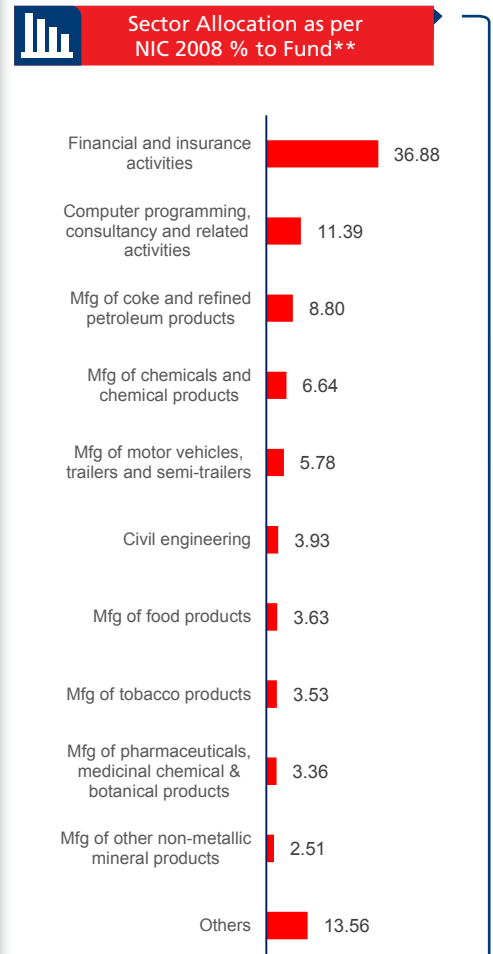 Sector Allocation as per
NIC 2008 % to Fund**
Financial and insurance
activities
36.88
Computer programming,
consultancy and related
activities
11.39
Mfg of coke and refined
petroleum products
8.80
Mfg of chemicals and
chemical products
6.64
Mfg of motor vehicles,
trailers and semi-trailers
5.78
Civil engineering
3.93
Mfg of food products
3.63
Mfg of tobacco products
3.53
Mfg of pharmaceuticals,
medicinal chemical &
botanical products
3.36
Mfg of other non-metallic
mineral products
2.51
Others
13.56